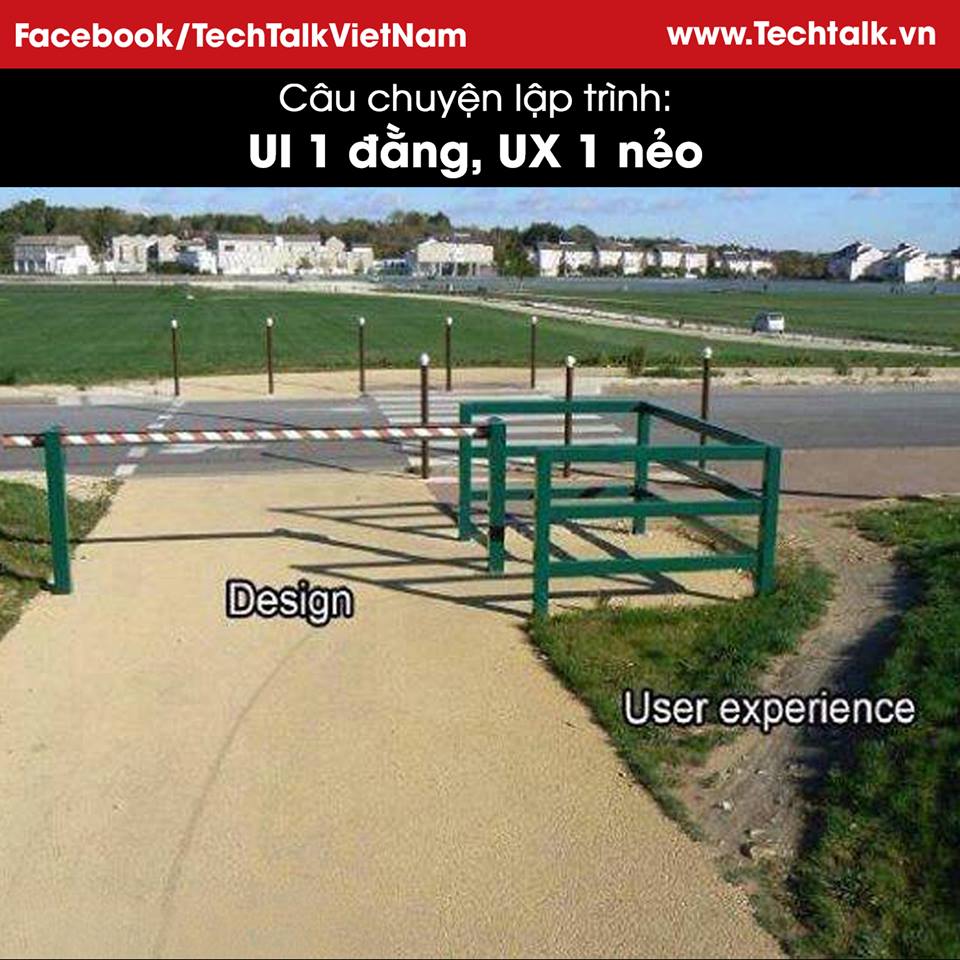 Facebook/TechTalkVietNam
www.Techtalk.vn
Câu chuyện lập trình:
UI 1 đằng, UX 1 nẻo
Design
User experience